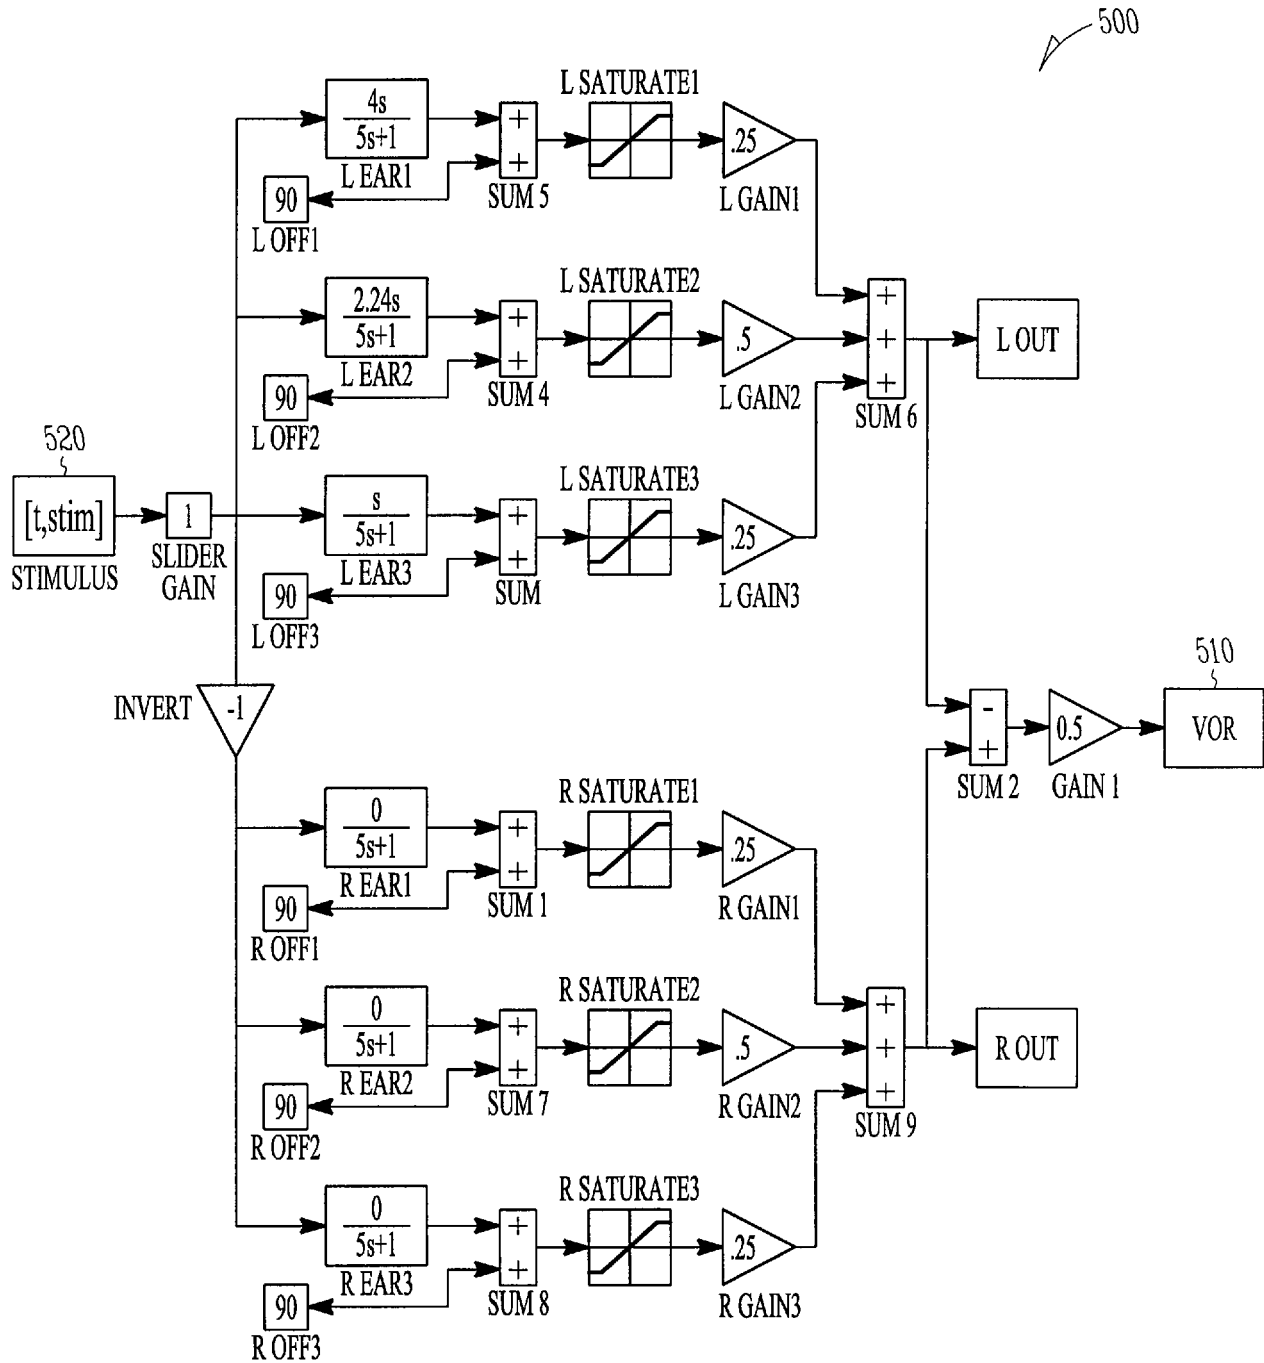 500
L SATURATE1
4s
5s+1
L EAR1
+
+
SUM 5
.25
L GAIN1
90
L OFF1
L SATURATE2
2.24s
5s+1
L EAR2
+
+
SUM 4
.5
L GAIN2
90
L OFF2
+
+
+
SUM 6
L OUT
520
[t,stim]
STIMULUS
1
SLIDER
GAIN
L SATURATE3
s
5s+1
L EAR3
+
+
SUM
.25
L GAIN3
90
L OFF3
INVERT
-1
510
-
+
SUM 2
0.5
GAIN 1
VOR
R SATURATE1
0
5s+1
R EAR1
+
+
SUM 1
.25
R GAIN1
90
R OFF1
R SATURATE2
0
5s+1
R EAR2
+
+
SUM 7
.5
R GAIN2
90
R OFF2
+
+
+
SUM 9
R OUT
R SATURATE3
0
5s+1
R EAR3
+
+
SUM 8
.25
R GAIN3
90
R OFF3